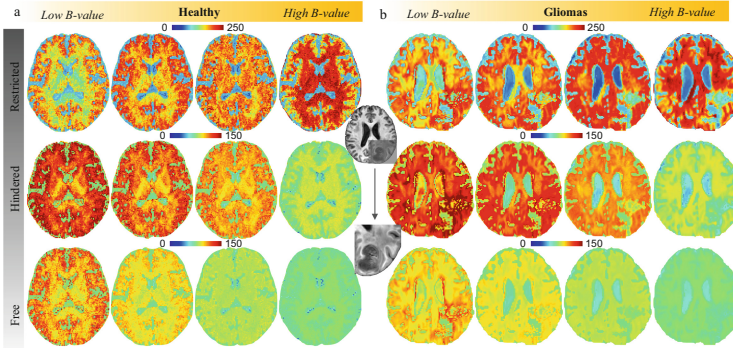 a Low B-value Healthy High B-value
b Low B-value Gliomas High B-value
0 250
0 250
Restricted
0 150
0 150
Hindered
0 150
0 150
Free